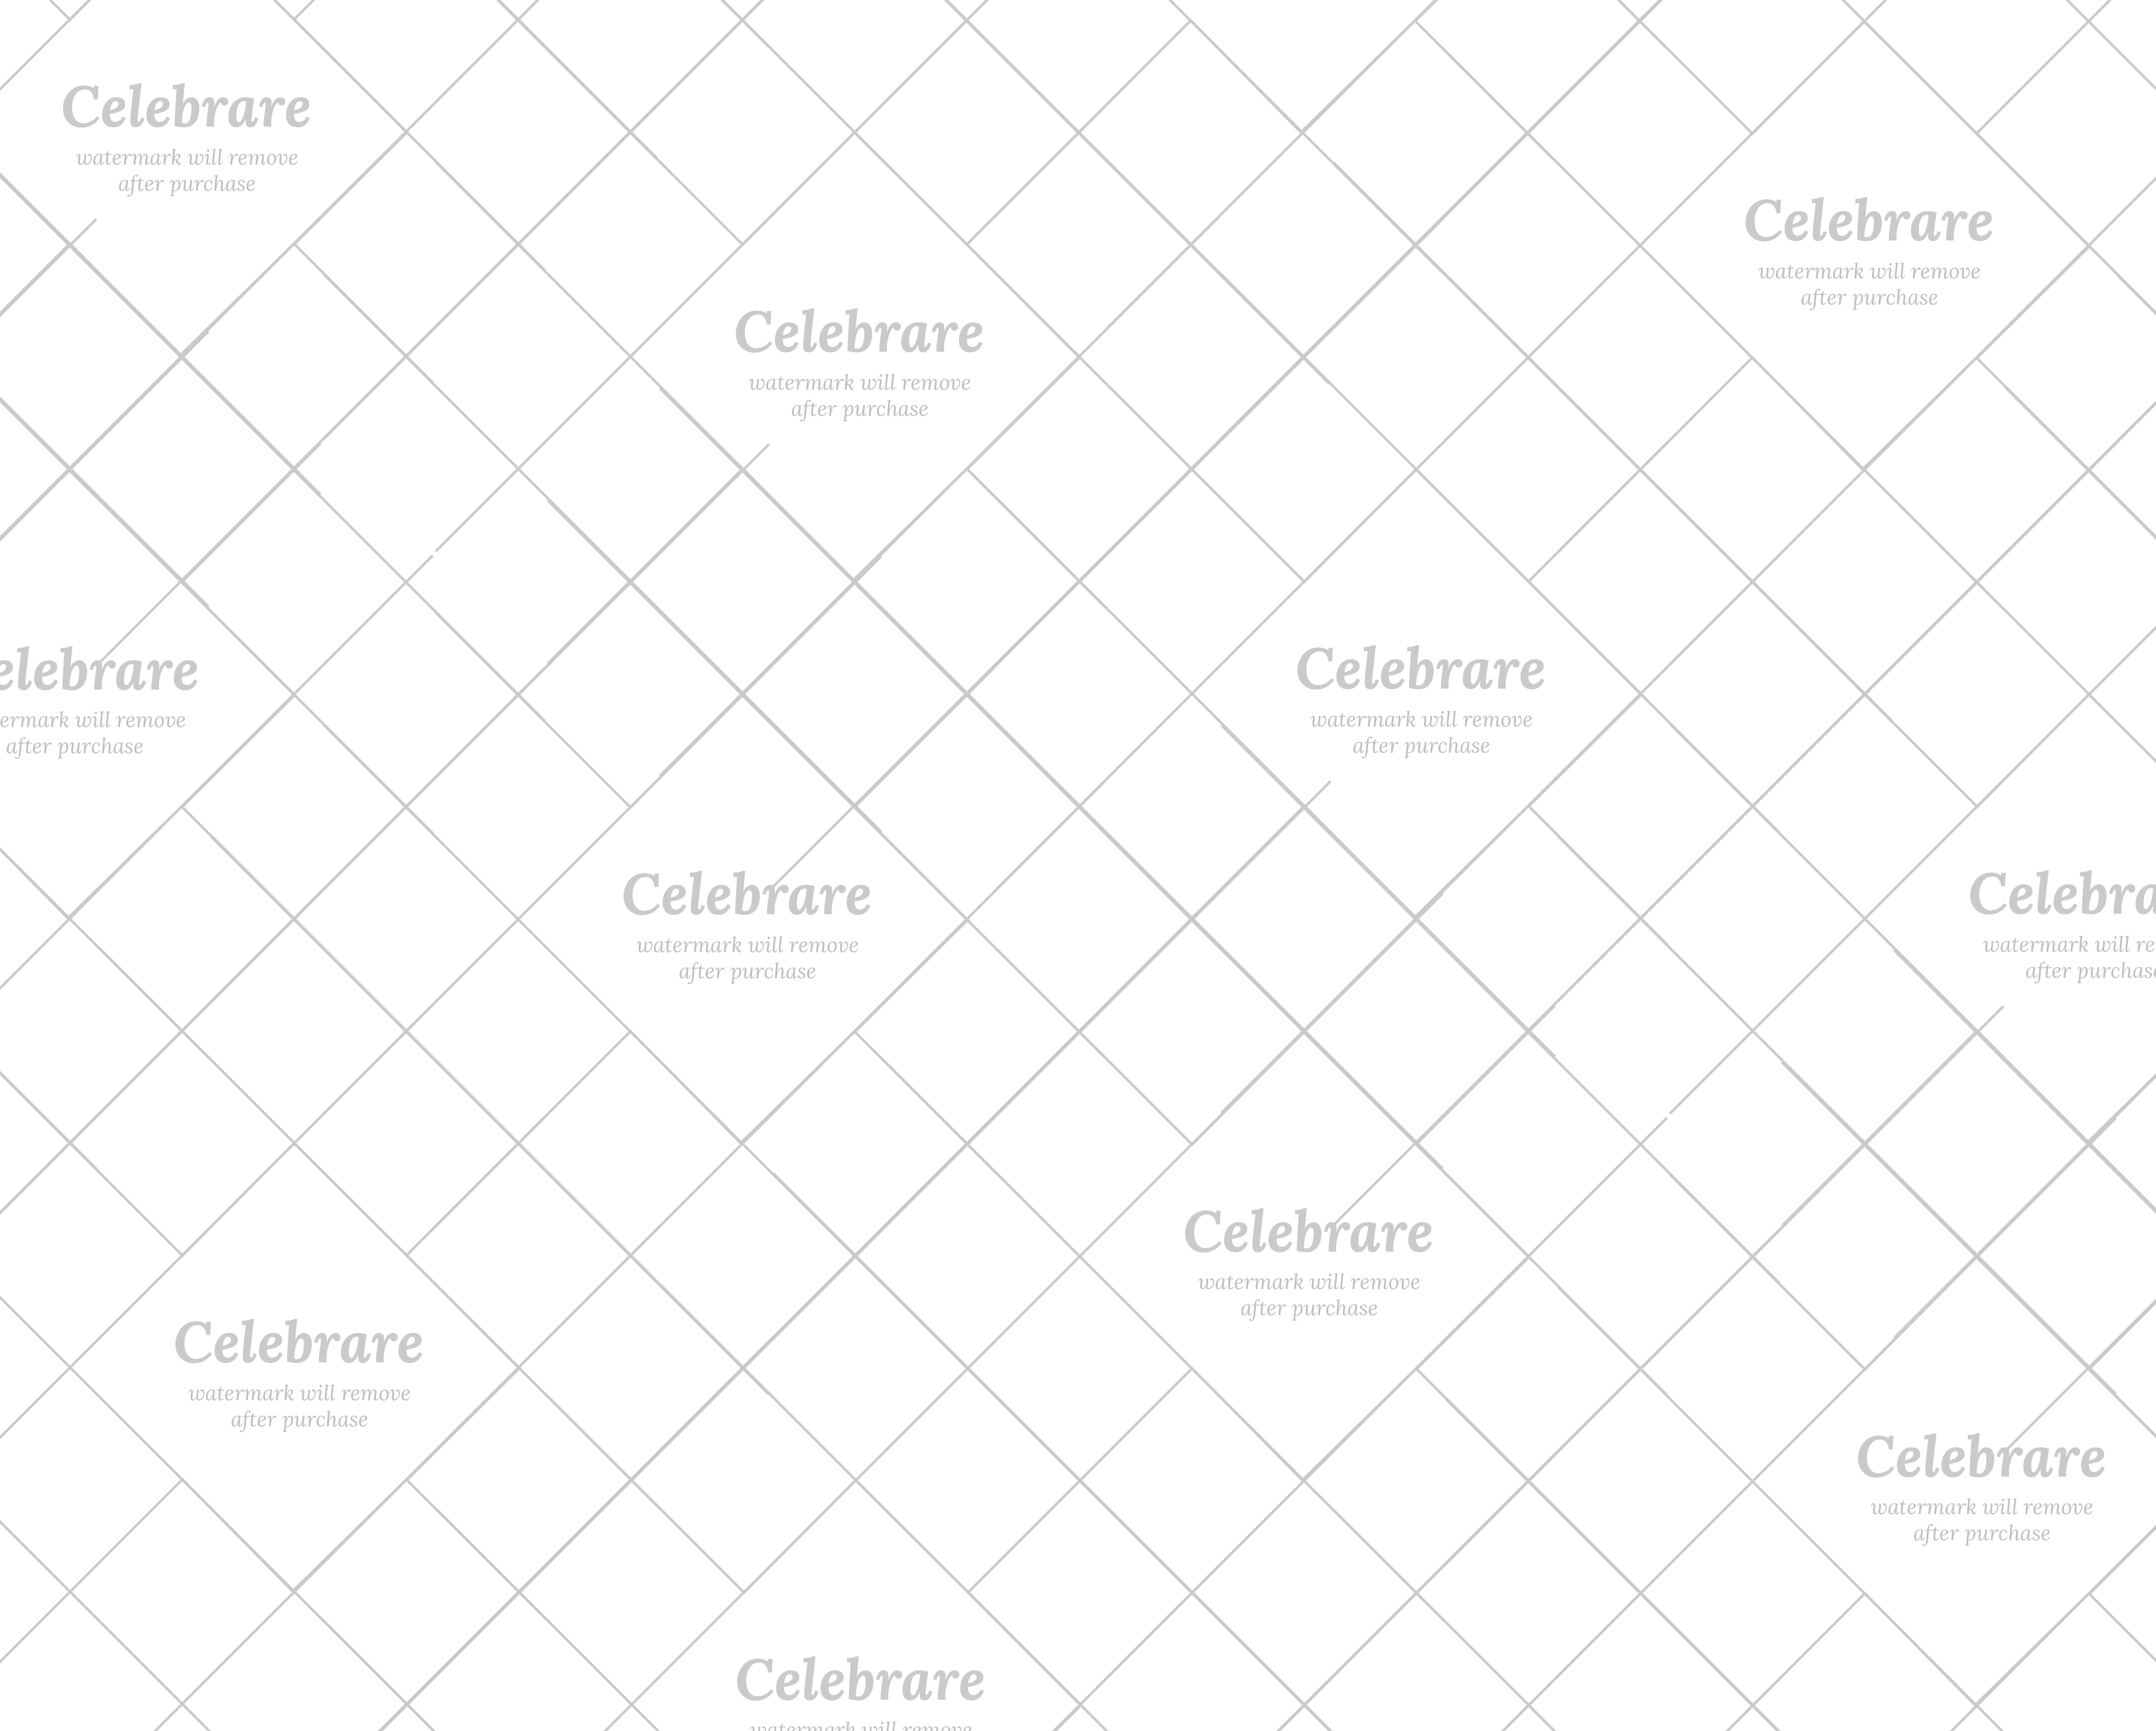 Celebrare
watermark will remove
after purchase
Celebrare
watermark will remove
after purchase
Celebrare
watermark will remove
after purchase
elebrare
ermark will remove
after purchase
Celebrare
watermark will remove
after purchase
Celebrare
watermark will remove
after purchase
Celebra
watermark will re
after purchase
Celebrare
watermark will remove
after purchase
Celebrare
watermark will remove
after purchase
Celebrare
watermark will remove
after purchase
Celebrare
watermark will remove